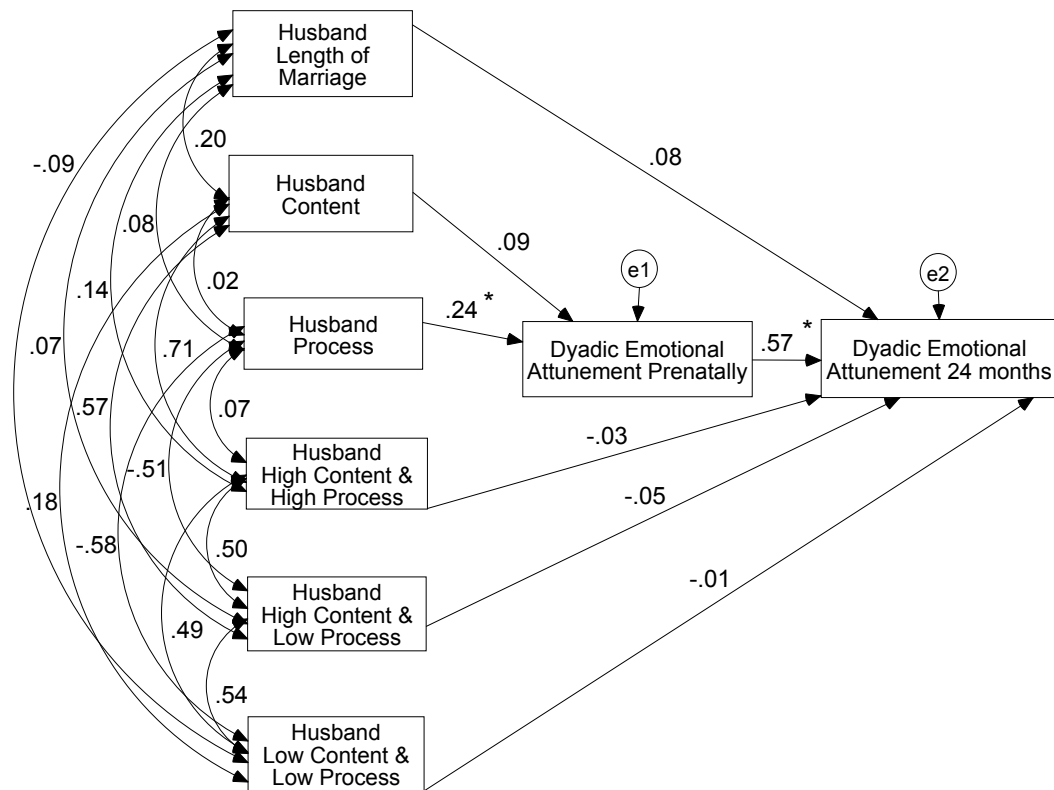 Husband
Length of
Marriage
-.09
.20
.08
Husband
Content
.08
.09
e1
e2
.14
.02
.24 *
Husband
Process
.57 *
Dyadic Emotional
Attunement Prenatally
Dyadic Emotional
Attunement 24 months
.07
.71
.57
.07
-.03
Husband
High Content &
High Process
-.51
.18
-.58
.50
-.05
-.01
Husband
High Content &
Low Process
.49
.54
Husband
Low Content &
Low Process